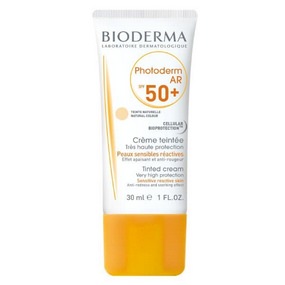 BIODERMA
LABORATOIRE DERMATOLOGIQUE
Photoderm
AR
SPF 50+
TEINTE NATURELLE
NATURAL COLOUR
CELLULAR
BIOPROTECTION
Crème teintée
Très haute protection
Peaux sensibles réactives
Effet apaisant et anti-rougeur
Tinted cream
Very high protection
Sensitive reactive skin
Anti-redness and soothing effect
30 ml e 1 FL.OZ.